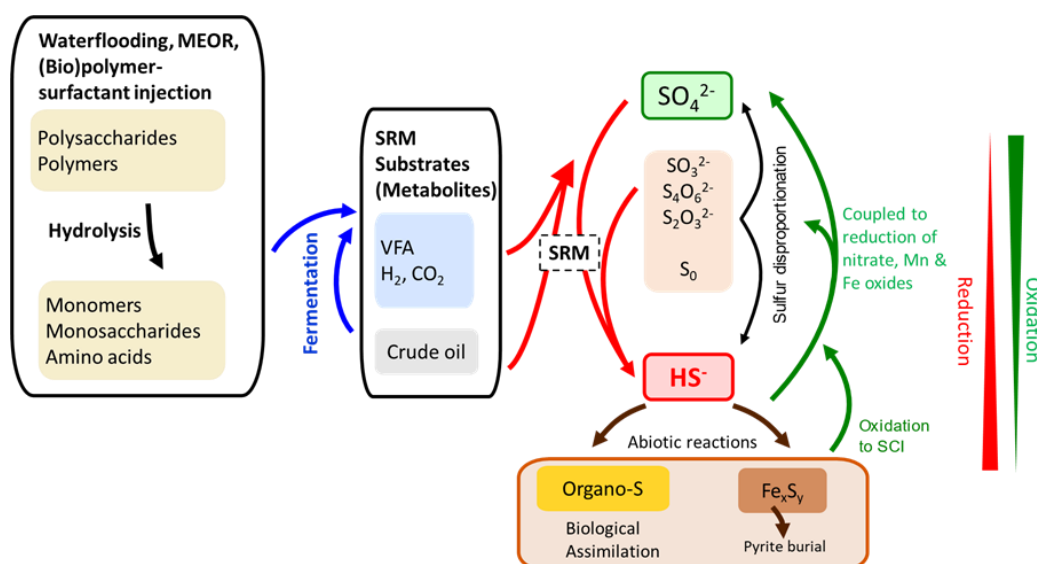 Waterflooding, MEOR,
(Bio)polymer-
surfactant injection
Polysaccharides
Polymers
Hydrolysis
Monomers
Monosaccharides
Amino acids
Fermentation
SRM
Substrates
(Metabolites)
VFA
H₂, CO₂
Crude oil
SRM
SO₄²⁻
SO₃²⁻
S₄O₆²⁻
S₂O₃²⁻
S₀
HS⁻
Sulfur disproportionation
Coupled to
reduction of
nitrate, Mn &
Fe oxides
Reduction
Oxidation
Oxidation
to SCI
Abiotic reactions
Organo-S
Biological
Assimilation
FeₓSᵧ
Pyrite burial